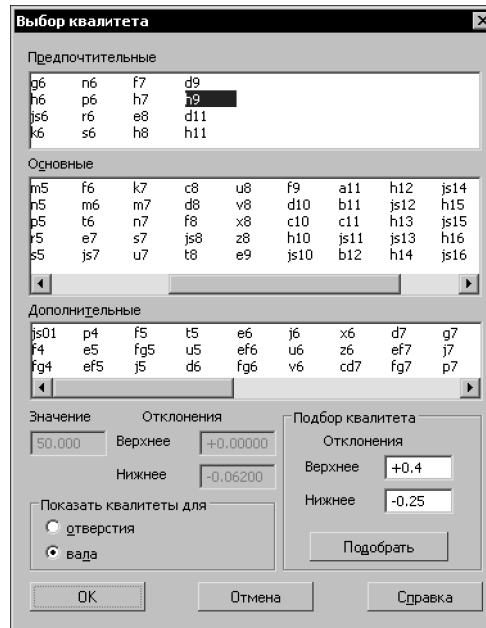 Выбор квалитета
Предпочтительные
g6 n6 f7 d9
h6 p6 h7 h9
js6 r6 e8 d11
k6 s6 h8 h11
Основные
m5 f6 k7 c8 u8 f9 a11 h12 js14
n5 m6 m7 d8 v8 d10 b11 js12 h15
p5 t6 n7 f8 x8 c10 c11 h13 js15
r5 e7 s7 js8 z8 h10 js11 js13 h16
s5 js7 u7 t8 e9 js10 b12 h14 js16
Дополнительные
js01 p4 f5 t5 e6 j6 x6 d7 g7
f4 e5 fg5 u5 ef6 u6 z6 ef7 j7
fg4 ef5 j5 d6 fg6 v6 cd7 fg7 p7
Значение Отклонения
50.000 Верхнее +0.00000
Нижнее -0.06200
Показать квалитеты для
отверстия
вала
Подбор квалитета
Отклонения
Верхнее +0.4
Нижнее -0.25
Подобрать
OK Отмена Справка